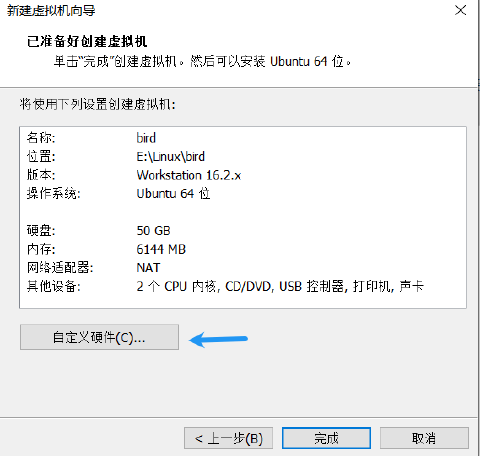 新建虚拟机向导
已准备好创建虚拟机
单击“完成”创建虚拟机。然后可以安装 Ubuntu 64 位。
将使用下列设置创建虚拟机:
名称: bird
位置: E:\Linux\bird
版本: Workstation 16.2.x
操作系统: Ubuntu 64 位
硬盘: 50 GB
内存: 6144 MB
网络适配器: NAT
其他设备: 2 个 CPU 内核, CD/DVD, USB 控制器, 打印机, 声卡
自定义硬件(C)...
< 上一步(B) 完成 取消